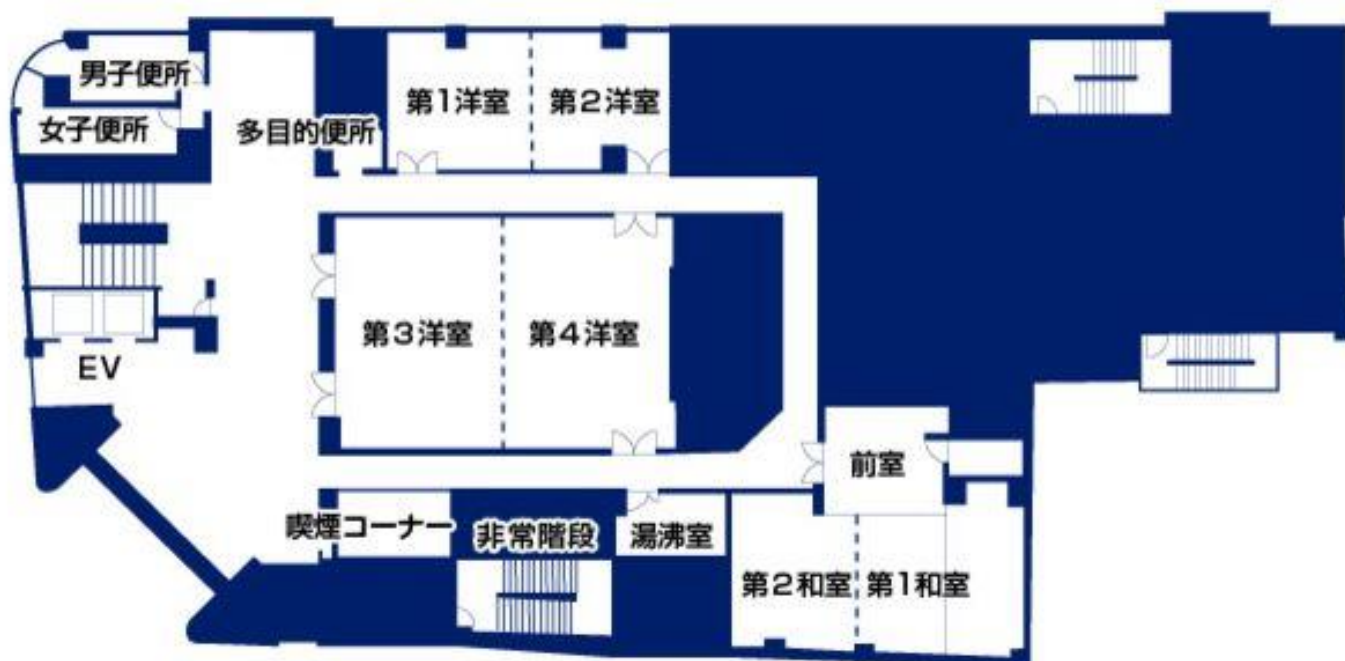 男子便所
女子便所
多目的便所
第1洋室
第2洋室
第3洋室
第4洋室
EV
前室
喫煙コーナー
非常階段
湯沸室
第2和室
第1和室